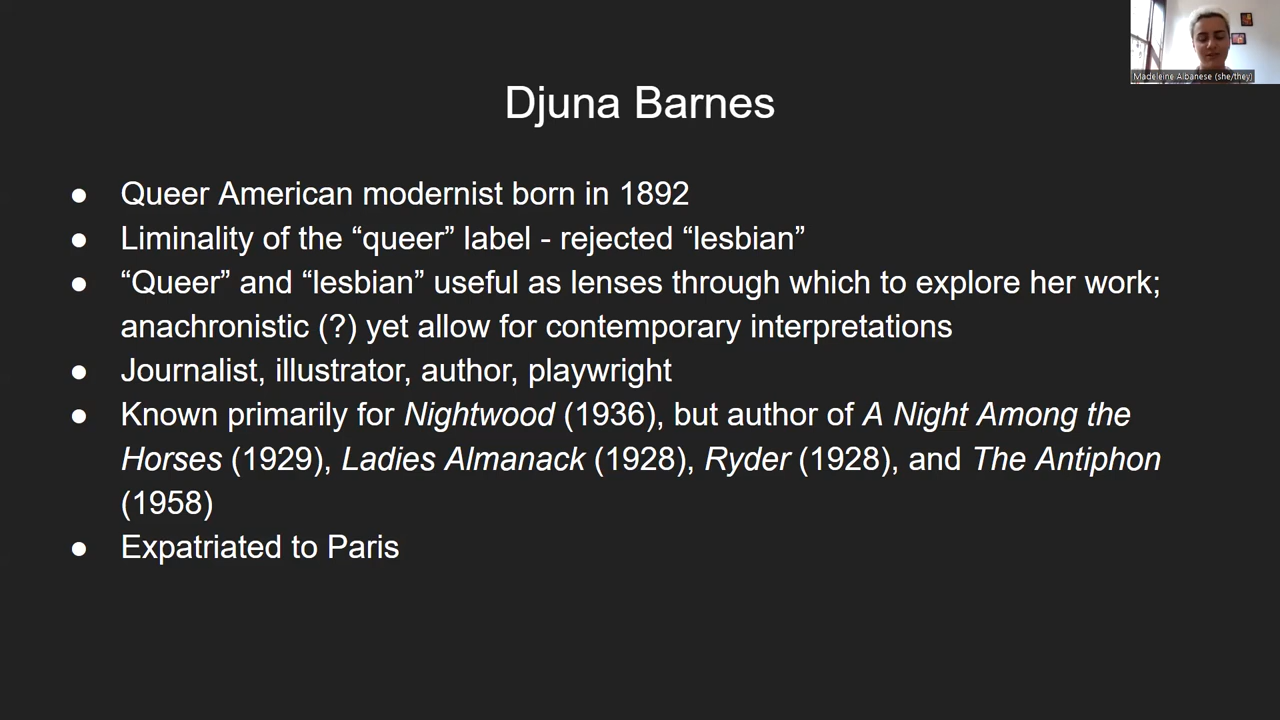 Madeleine Albanese (she/they)
Djuna Barnes
● Queer American modernist born in 1892
● Liminality of the “queer” label - rejected “lesbian”
● “Queer” and “lesbian” useful as lenses through which to explore her work;
anachronistic (?) yet allow for contemporary interpretations
● Journalist, illustrator, author, playwright
● Known primarily for Nightwood (1936), but author of A Night Among the
Horses (1929), Ladies Almanack (1928), Ryder (1928), and The Antiphon
(1958)
● Expatriated to Paris